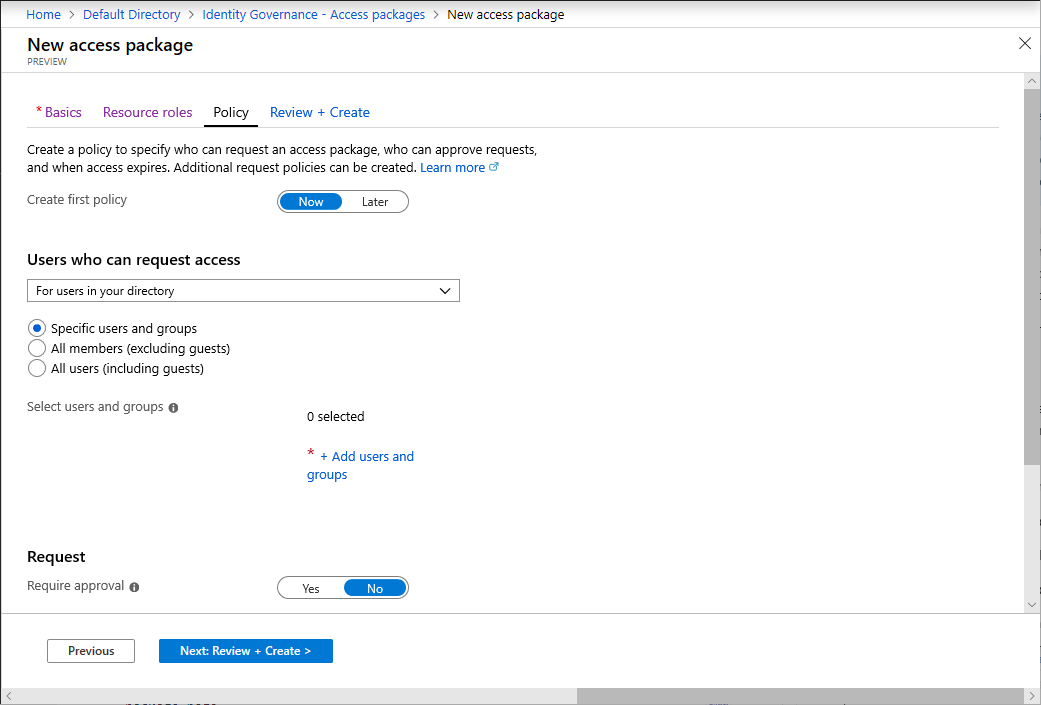 Home > Default Directory > Identity Governance - Access packages > New access package
New access package
PREVIEW
* Basics Resource roles Policy Review + Create
Create a policy to specify who can request an access package, who can approve requests,
and when access expires. Additional request policies can be created. Learn more
Create first policy Now Later
Users who can request access
For users in your directory
Specific users and groups
All members (excluding guests)
All users (including guests)
Select users and groups
0 selected
* + Add users and
groups
Request
Require approval Yes No
Previous Next: Review + Create >